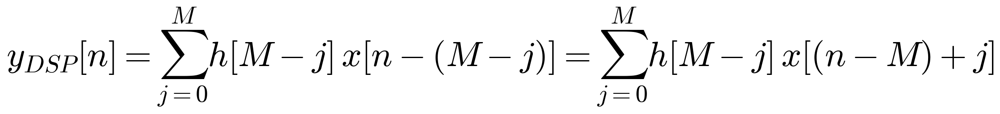 y_{DSP}[n] = \sum_{j=0}^{M} h[M-j] x[n-(M-j)] = \sum_{j=0}^{M} h[M-j] x[(n-M)+j]